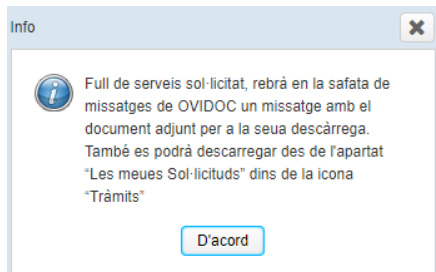 Info
Full de serveis sol·licitat, rebrà en la safata de
missatges de OVIDOC un missatge amb el
document adjunt per a la seua descàrrega.
També es podrà descarregar des de l'apartat
“Les meues Sol·licituds” dins de la icona
“Tràmits”
D'acord